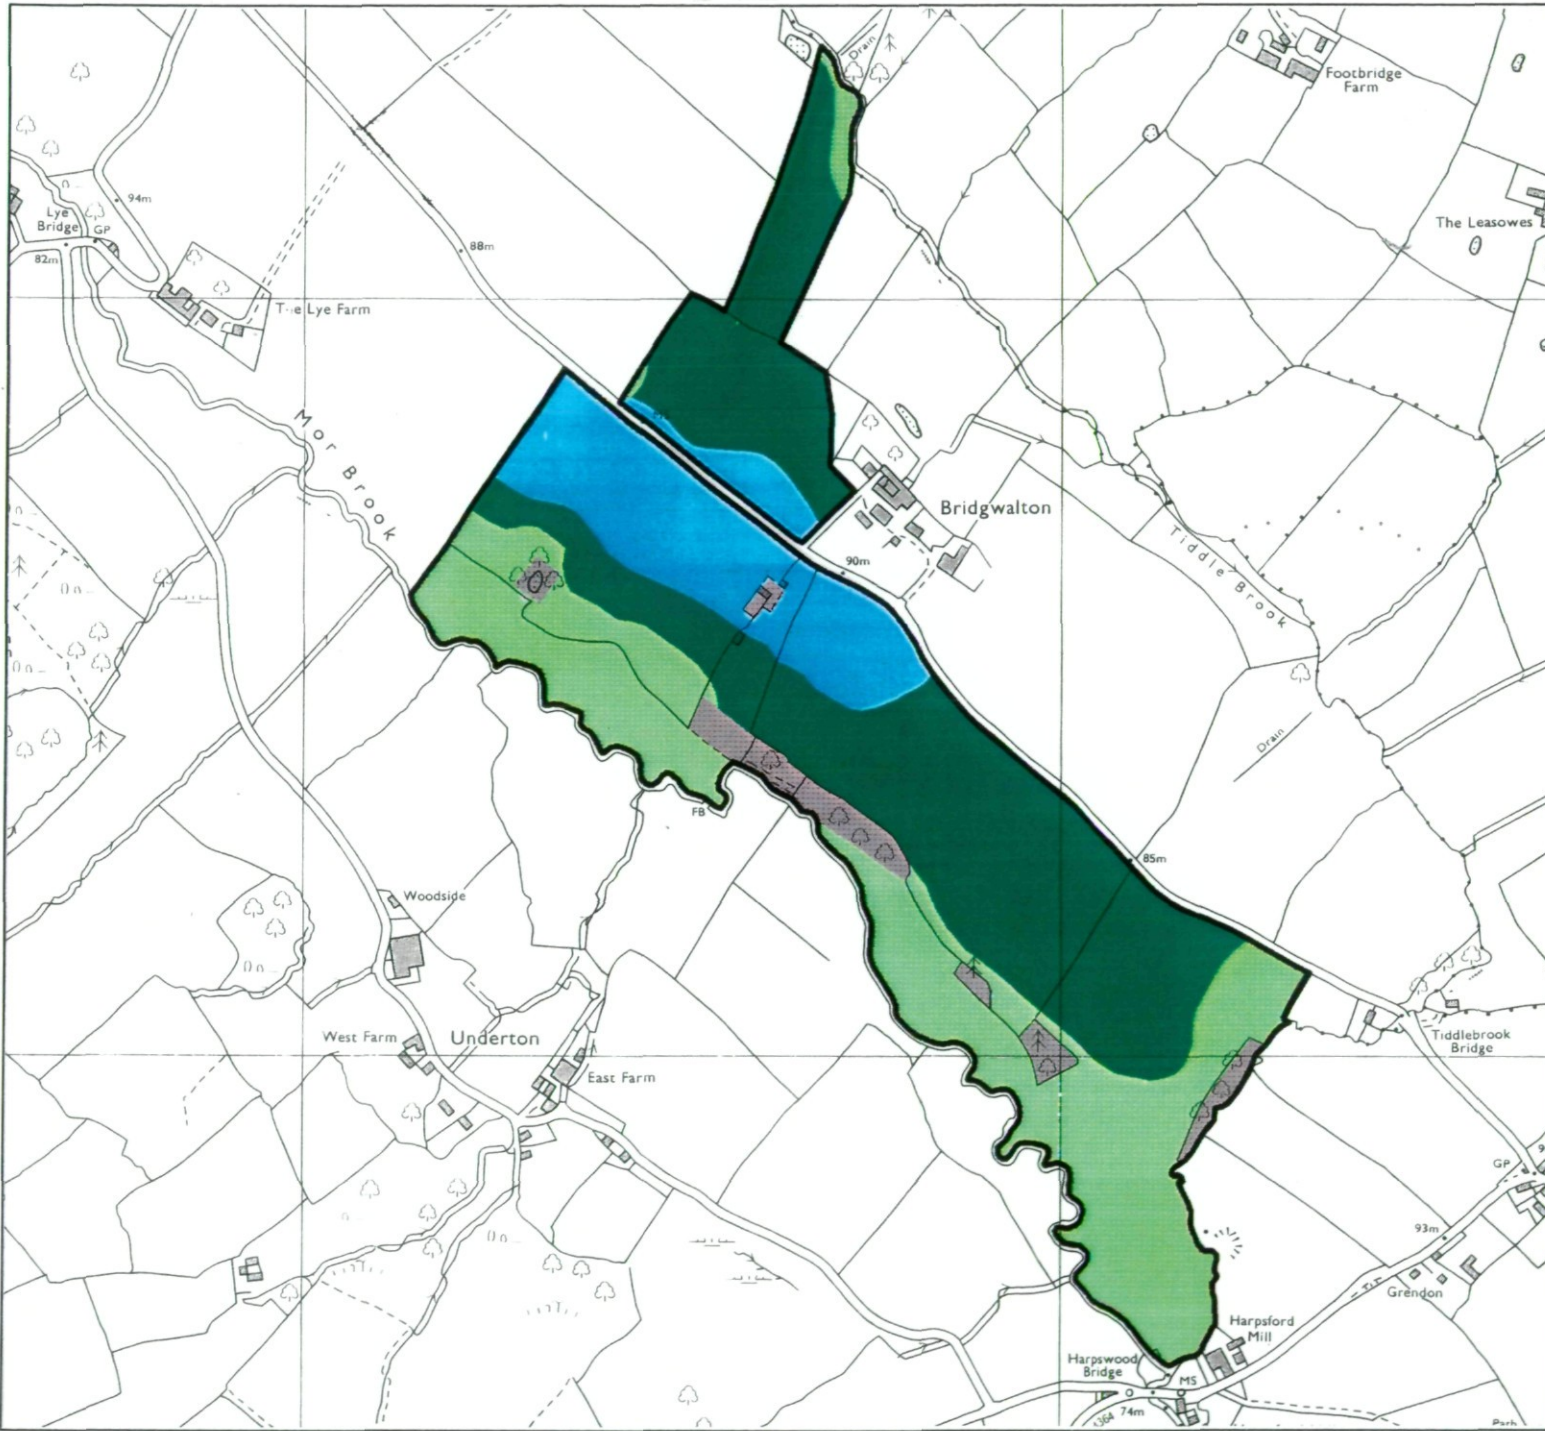 Drain
Footbridge
Farm
94m
Lye
Bridge
GP
82m
88m
The Leasowes
T-e Lye Farm
Mor Brook
Bridgwalton
90m
Tiddle Brook
Drain
FB
85m
Woodside
West Farm
Underton
East Farm
Tiddlebrook
Bridge
GP
93m
Grendon
Harpsford
Mill
Harpswood
Bridge
MS
74m
Path